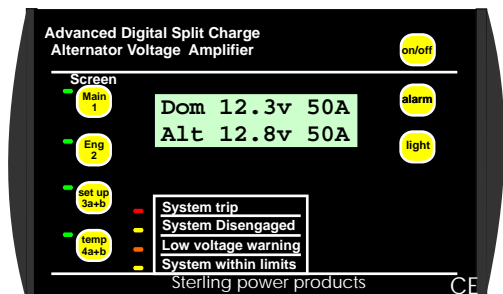 Advanced Digital Split Charge
Alternator Voltage Amplifier
on/off
Screen
Main
1
alarm
Dom 12.3v 50A
Alt 12.8v 50A
Eng
2
light
set up
3a+b
System trip
System Disengaged
temp
4a+b
Low voltage warning
System within limits
Sterling power products
CE